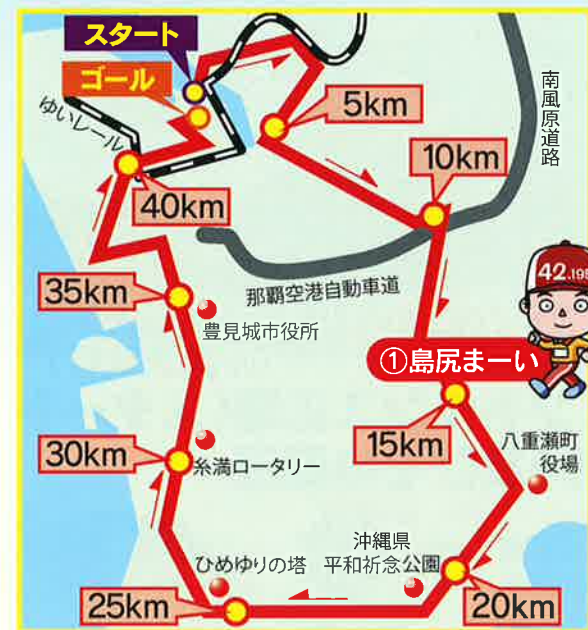 スタート
ゴール
ゆいレール
5km
南風原道路
10km
40km
42.195
那覇空港自動車道
35km
豊見城市役所
①島尻まーい
15km
八重瀬町
役場
30km
糸満ロータリー
沖縄県
平和祈念公園
ひめゆりの塔
25km
20km